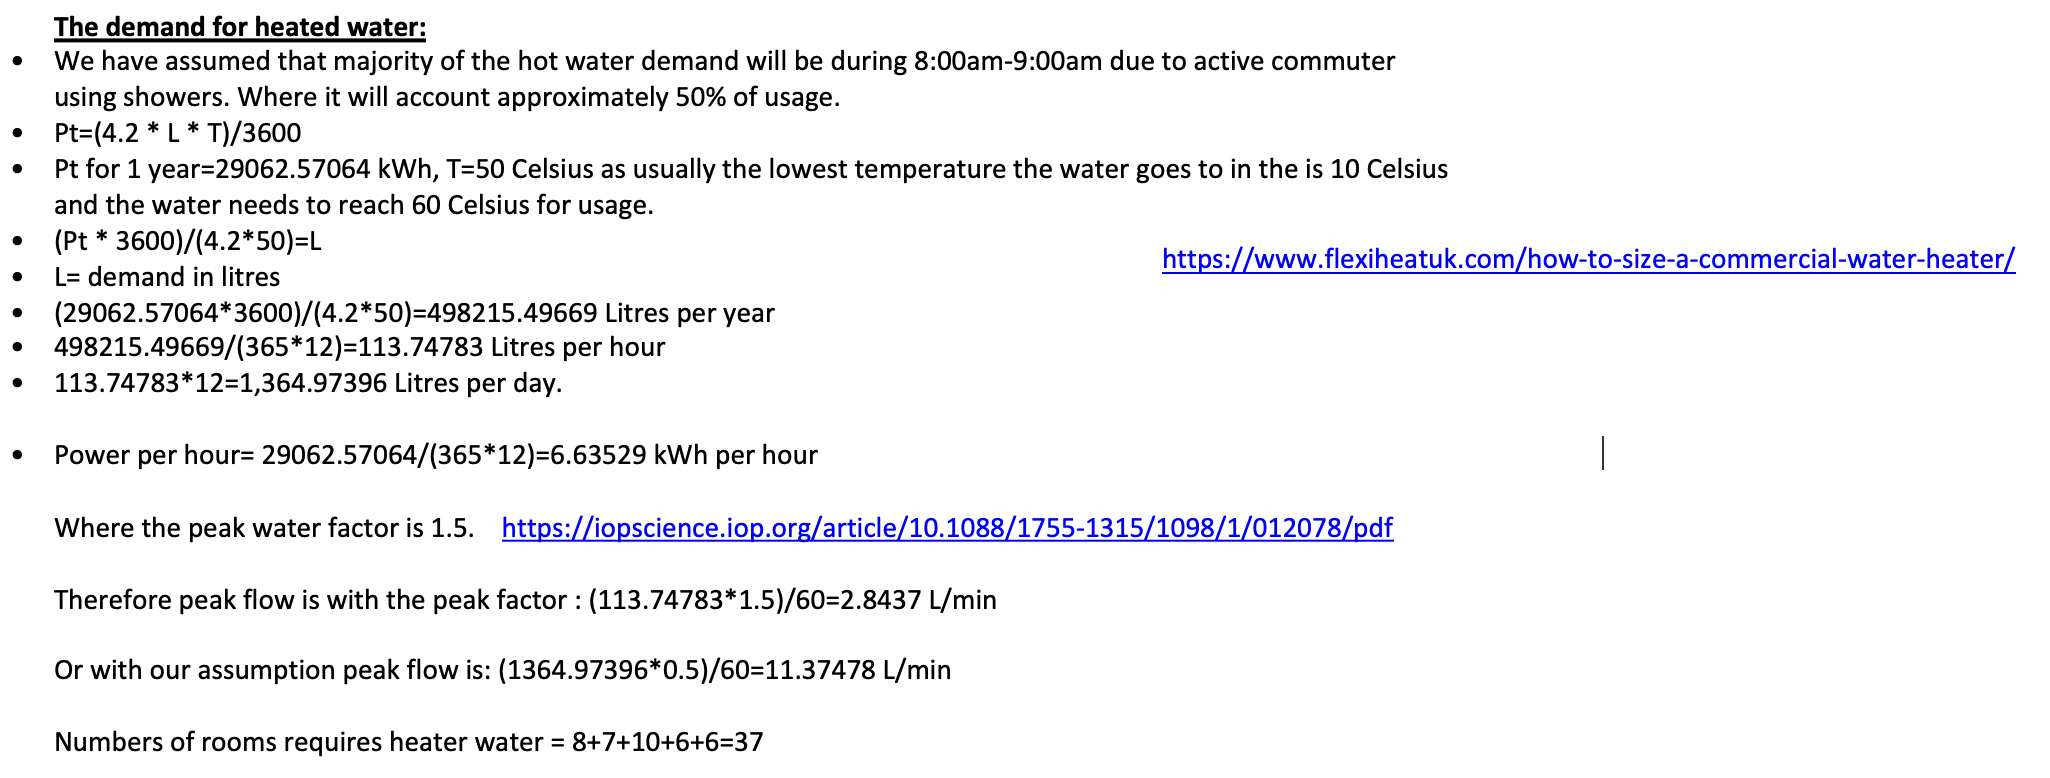 The demand for heated water:
• We have assumed that majority of the hot water demand will be during 8:00am-9:00am due to active commuter
using showers. Where it will account approximately 50% of usage.
• Pt=(4.2 * L * T)/3600
• Pt for 1 year=29062.57064 kWh, T=50 Celsius as usually the lowest temperature the water goes to in the is 10 Celsius
and the water needs to reach 60 Celsius for usage.
• (Pt * 3600)/(4.2*50)=L
https://www.flexiheatuk.com/how-to-size-a-commercial-water-heater/
• L= demand in litres
• (29062.57064*3600)/(4.2*50)=498215.49669 Litres per year
• 498215.49669/(365*12)=113.74783 Litres per hour
• 113.74783*12=1,364.97396 Litres per day.
• Power per hour= 29062.57064/(365*12)=6.63529 kWh per hour
Where the peak water factor is 1.5. https://iopscience.iop.org/article/10.1088/1755-1315/1098/1/012078/pdf
Therefore peak flow is with the peak factor : (113.74783*1.5)/60=2.8437 L/min
Or with our assumption peak flow is: (1364.97396*0.5)/60=11.37478 L/min
Numbers of rooms requires heater water = 8+7+10+6+6=37